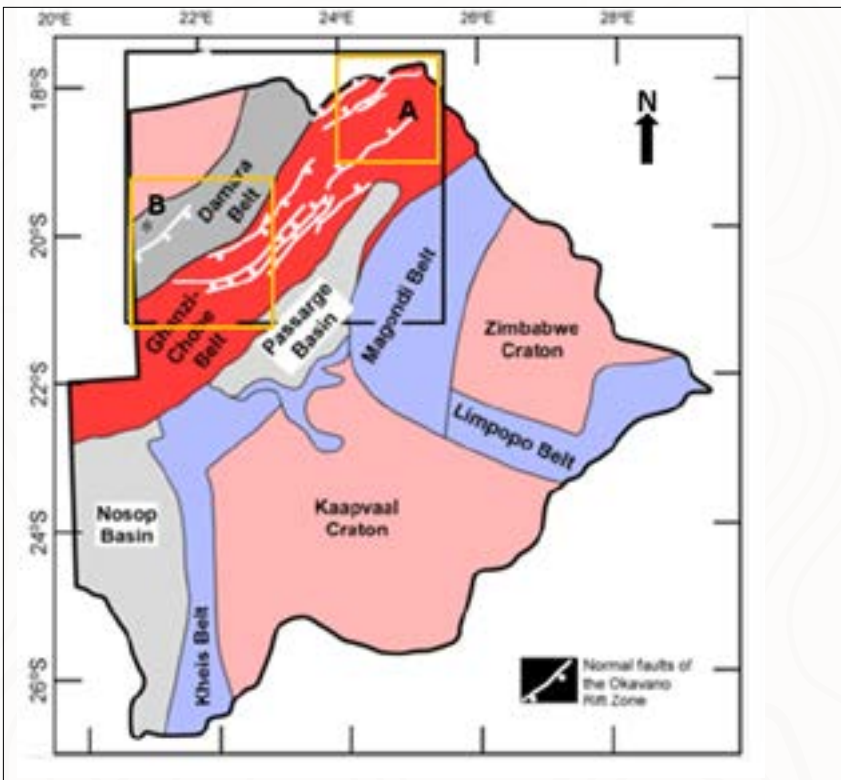 20°E
22°E
24°E
26°E
28°E
18°S
20°S
22°S
24°S
26°S
N
A
B
Damara
Belt
Ghanzi-
Chobe
Belt
Passarge
Basin
Magondi Belt
Zimbabwe
Craton
Limpopo Belt
Kaapvaal
Craton
Nosop
Basin
Kheis Belt
Normal faults of
the Okavano
Rift Zone